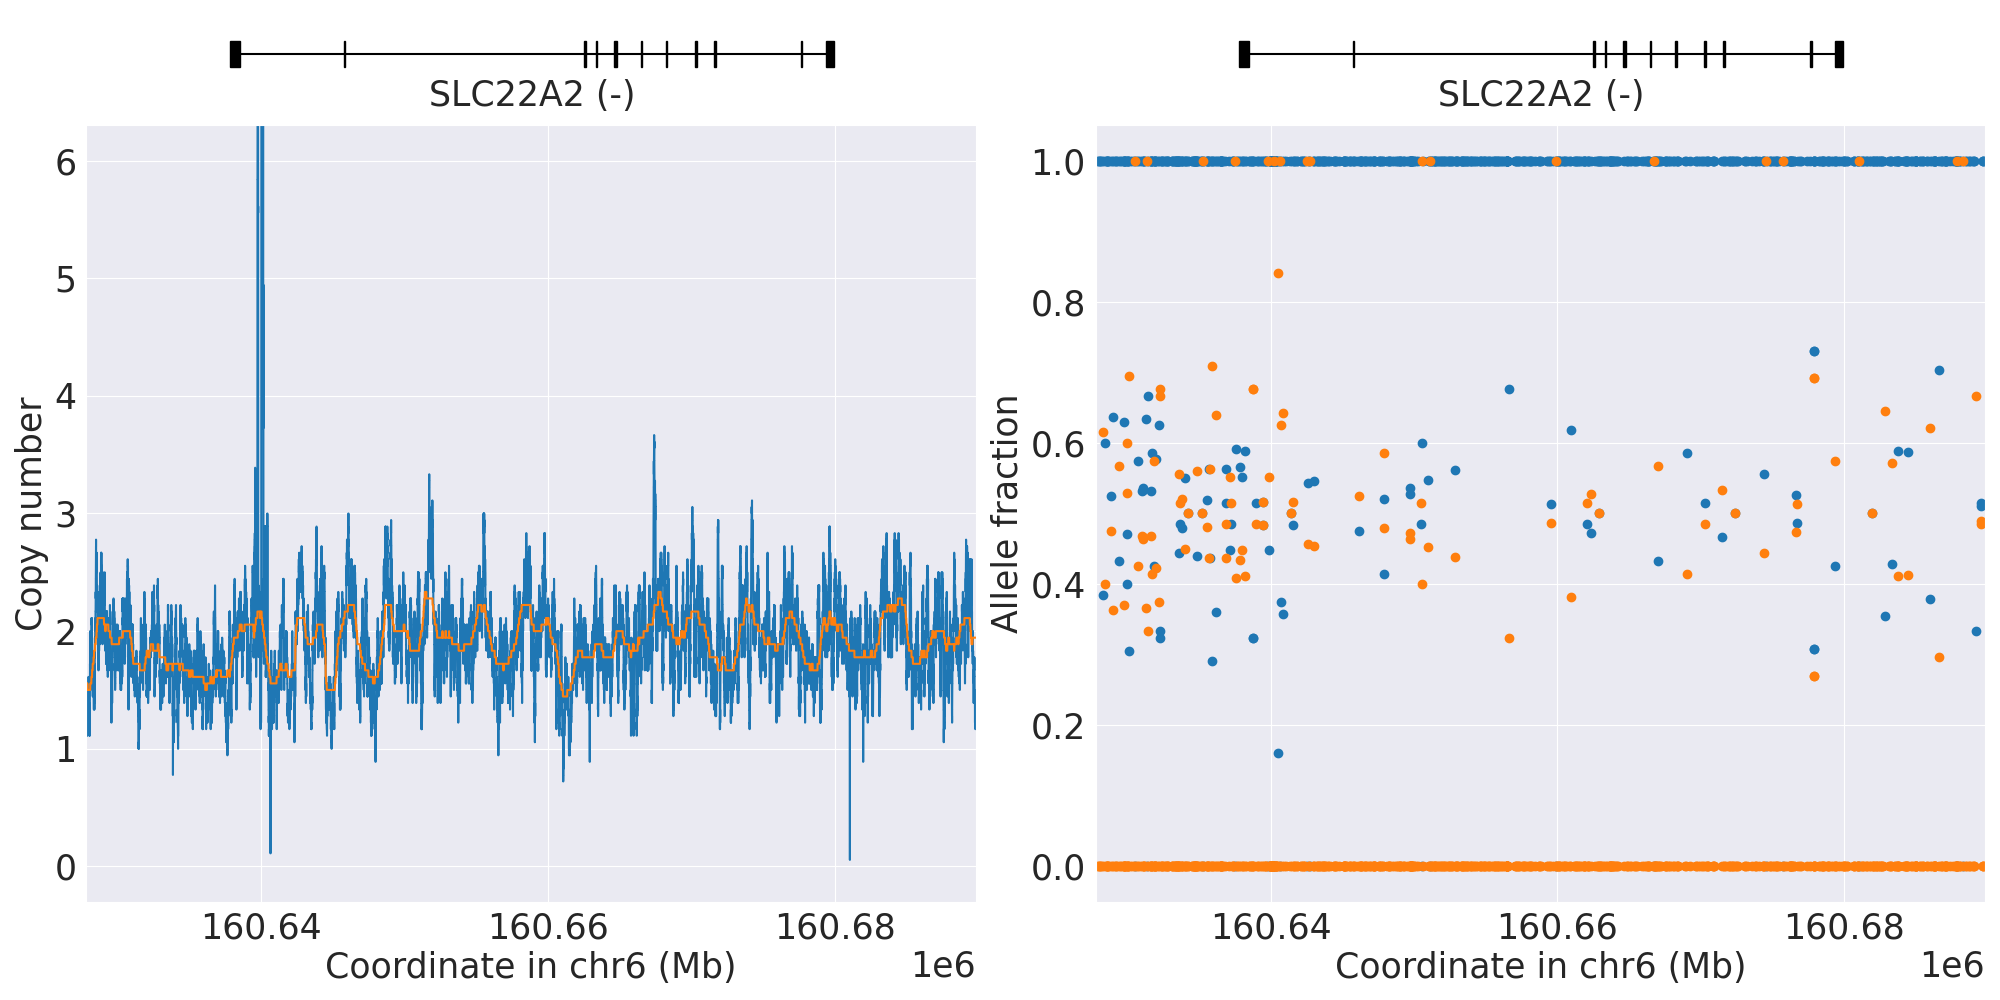 SLC22A2 (-)
6
5
4
3
2
1
0
Copy number
160.64
160.66
160.68
Coordinate in chr6 (Mb)
1e6
SLC22A2 (-)
1.0
0.8
0.6
0.4
0.2
0.0
Allele fraction
160.64
160.66
160.68
Coordinate in chr6 (Mb)
1e6